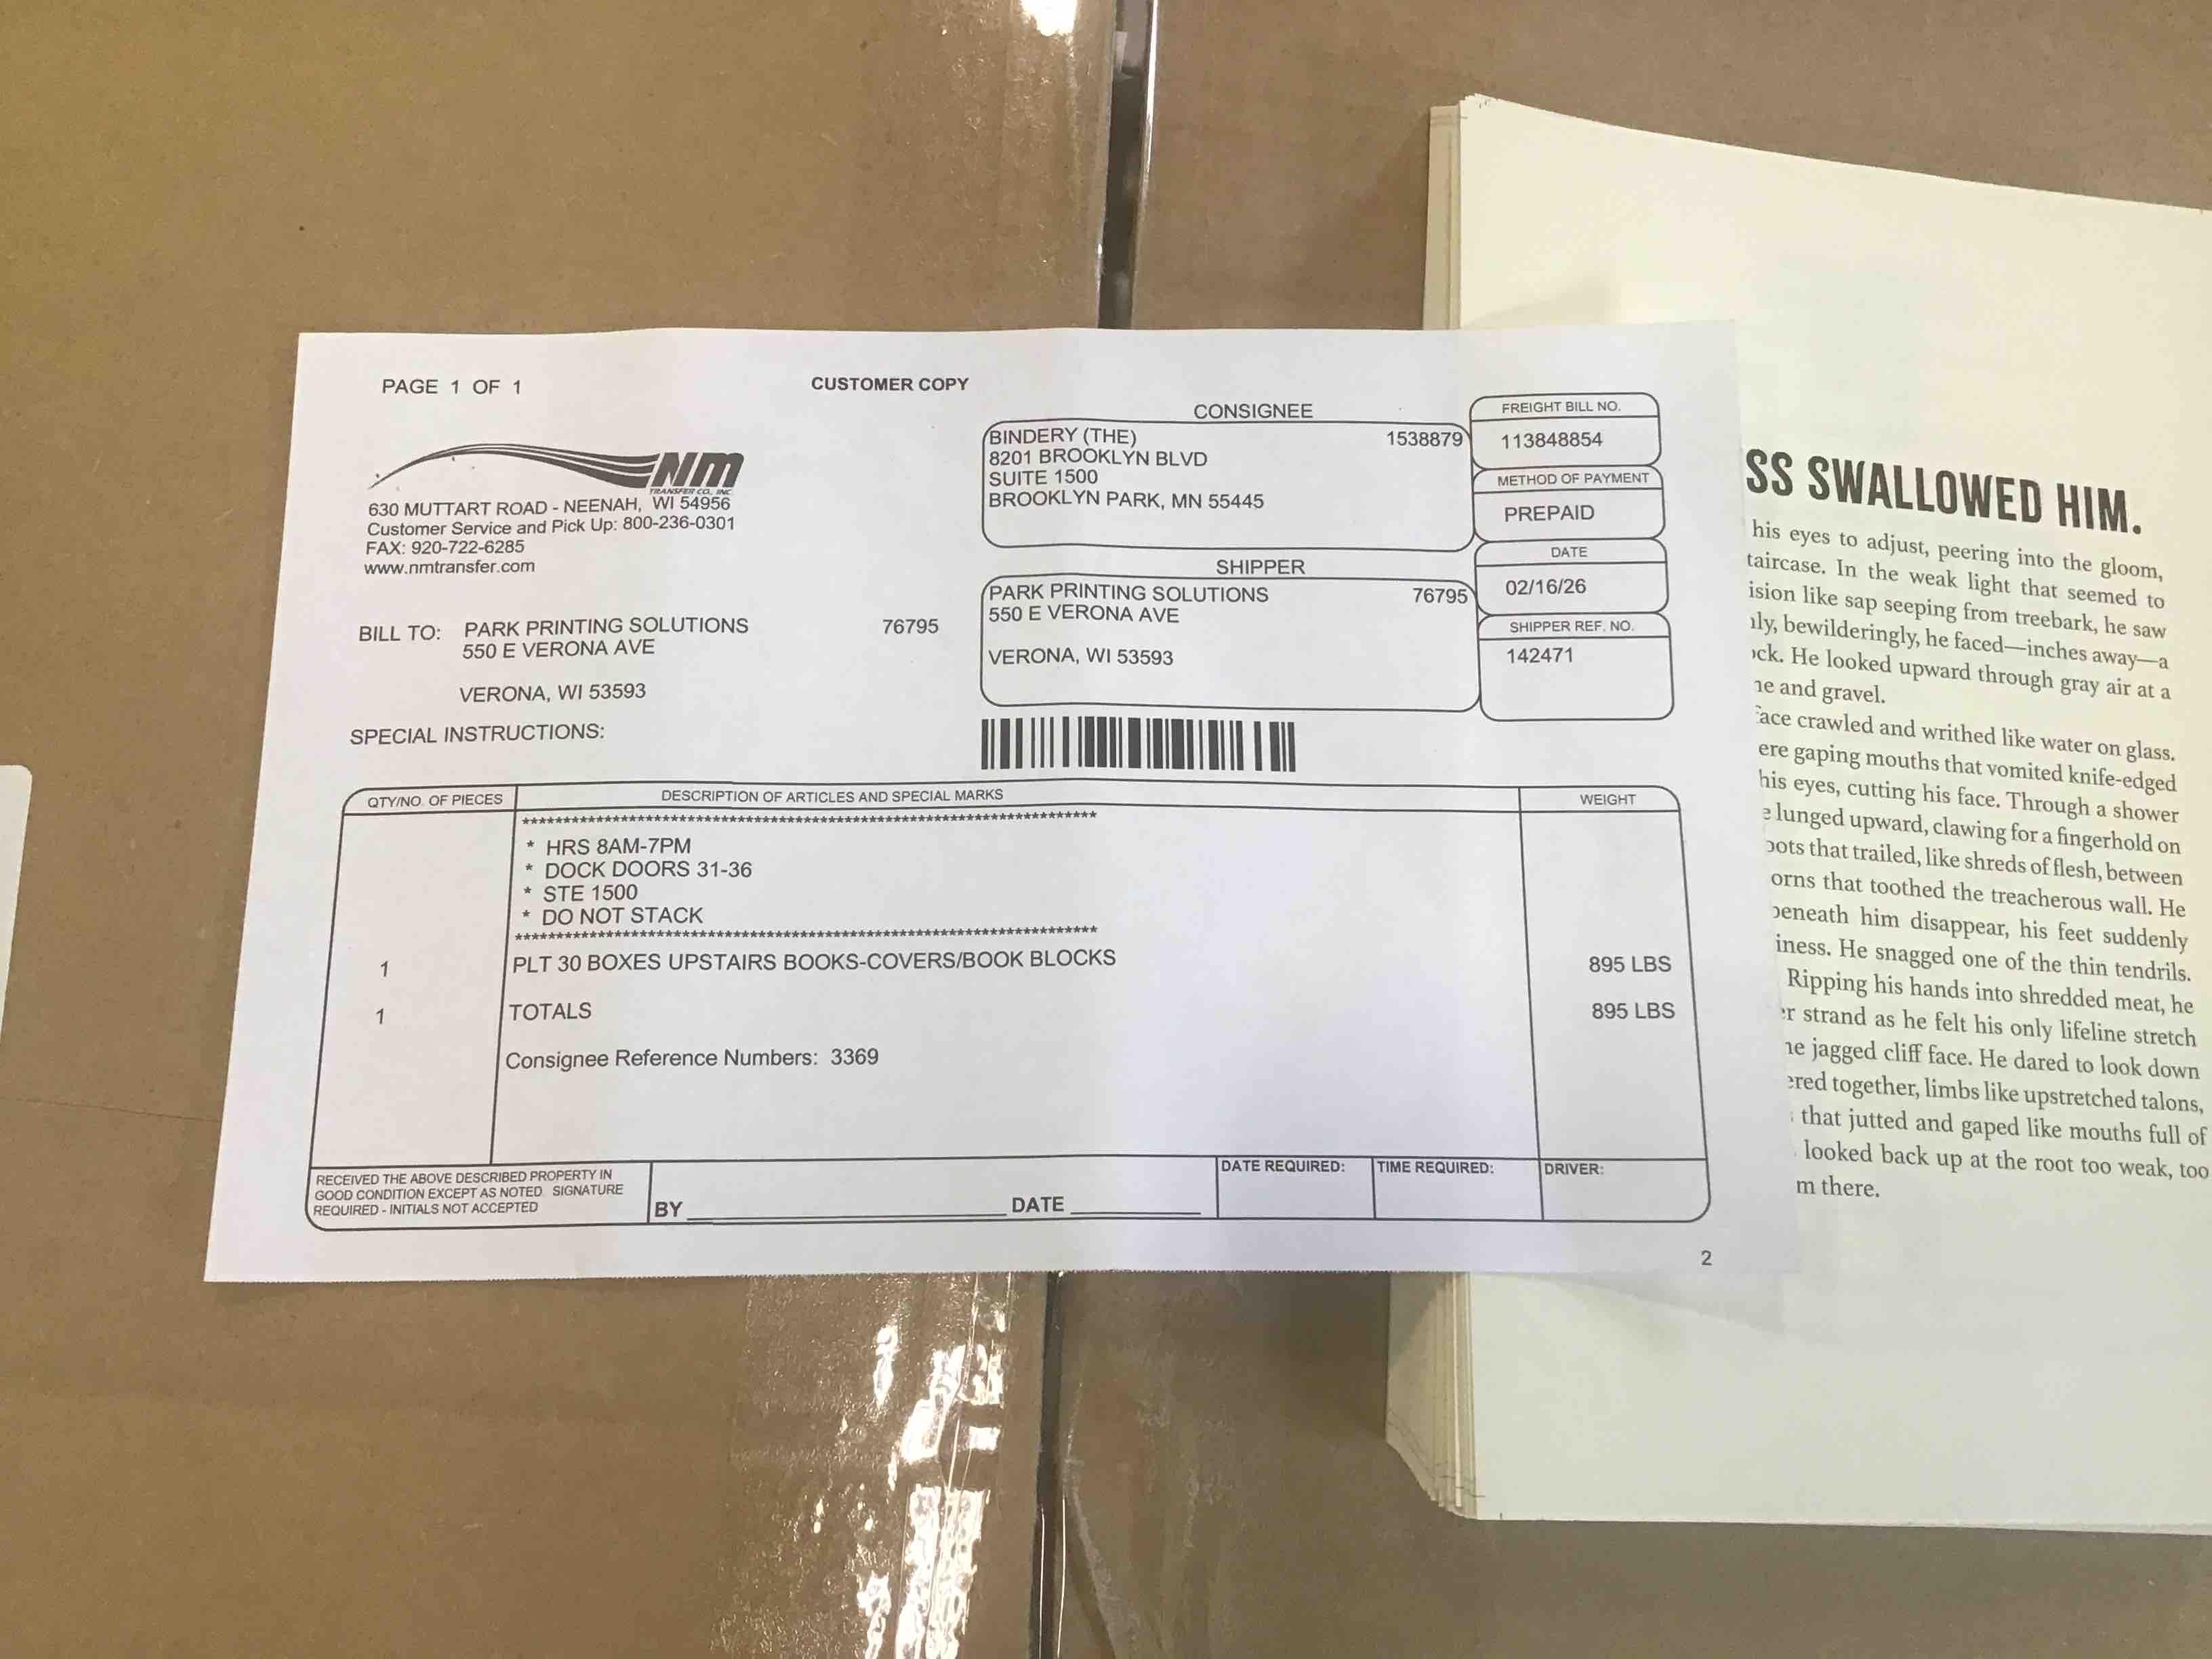 PAGE 1 OF 1
CUSTOMER COPY
NM
TRANSFER CO., INC.
630 MUTTART ROAD - NEENAH, WI 54956
Customer Service and Pick Up: 800-236-0301
FAX: 920-722-6285
www.nmtransfer.com
CONSIGNEE
BINDERY (THE) 1538879
8201 BROOKLYN BLVD
SUITE 1500
BROOKLYN PARK, MN 55445
FREIGHT BILL NO.
113848854
METHOD OF PAYMENT
PREPAID
DATE
02/16/26
SHIPPER REF. NO.
142471
SHIPPER
PARK PRINTING SOLUTIONS 76795
550 E VERONA AVE
VERONA, WI 53593
BILL TO: PARK PRINTING SOLUTIONS 76795
550 E VERONA AVE
VERONA, WI 53593
SPECIAL INSTRUCTIONS:
QTY/NO. OF PIECES DESCRIPTION OF ARTICLES AND SPECIAL MARKS WEIGHT
* HRS 8AM-7PM
* DOCK DOORS 31-36
* STE 1500
* DO NOT STACK
1 PLT 30 BOXES UPSTAIRS BOOKS-COVERS/BOOK BLOCKS 895 LBS
1 TOTALS 895 LBS
Consignee Reference Numbers: 3369
RECEIVED THE ABOVE DESCRIBED PROPERTY IN
GOOD CONDITION EXCEPT AS NOTED. SIGNATURE
REQUIRED - INITIALS NOT ACCEPTED
BY DATE
DATE REQUIRED: TIME REQUIRED: DRIVER:
2
SS SWALLOWED HIM.
his eyes to adjust, peering into the gloom,
taircase. In the weak light that seemed to
ision like sap seeping from treebark, he saw
ly, bewilderingly, he faced—inches away—a
ck. He looked upward through gray air at a
ne and gravel.
face crawled and writhed like water on glass.
ere gaping mouths that vomited knife-edged
his eyes, cutting his face. Through a shower
e lunged upward, clawing for a fingerhold on
oots that trailed, like shreds of flesh, between
orns that toothed the treacherous wall. He
beneath him disappear, his feet suddenly
iness. He snagged one of the thin tendrils.
Ripping his hands into shredded meat, he
er strand as he felt his only lifeline stretch
he jagged cliff face. He dared to look down
ered together, limbs like upstretched talons,
that jutted and gaped like mouths full of
looked back up at the root too weak, too
m there.